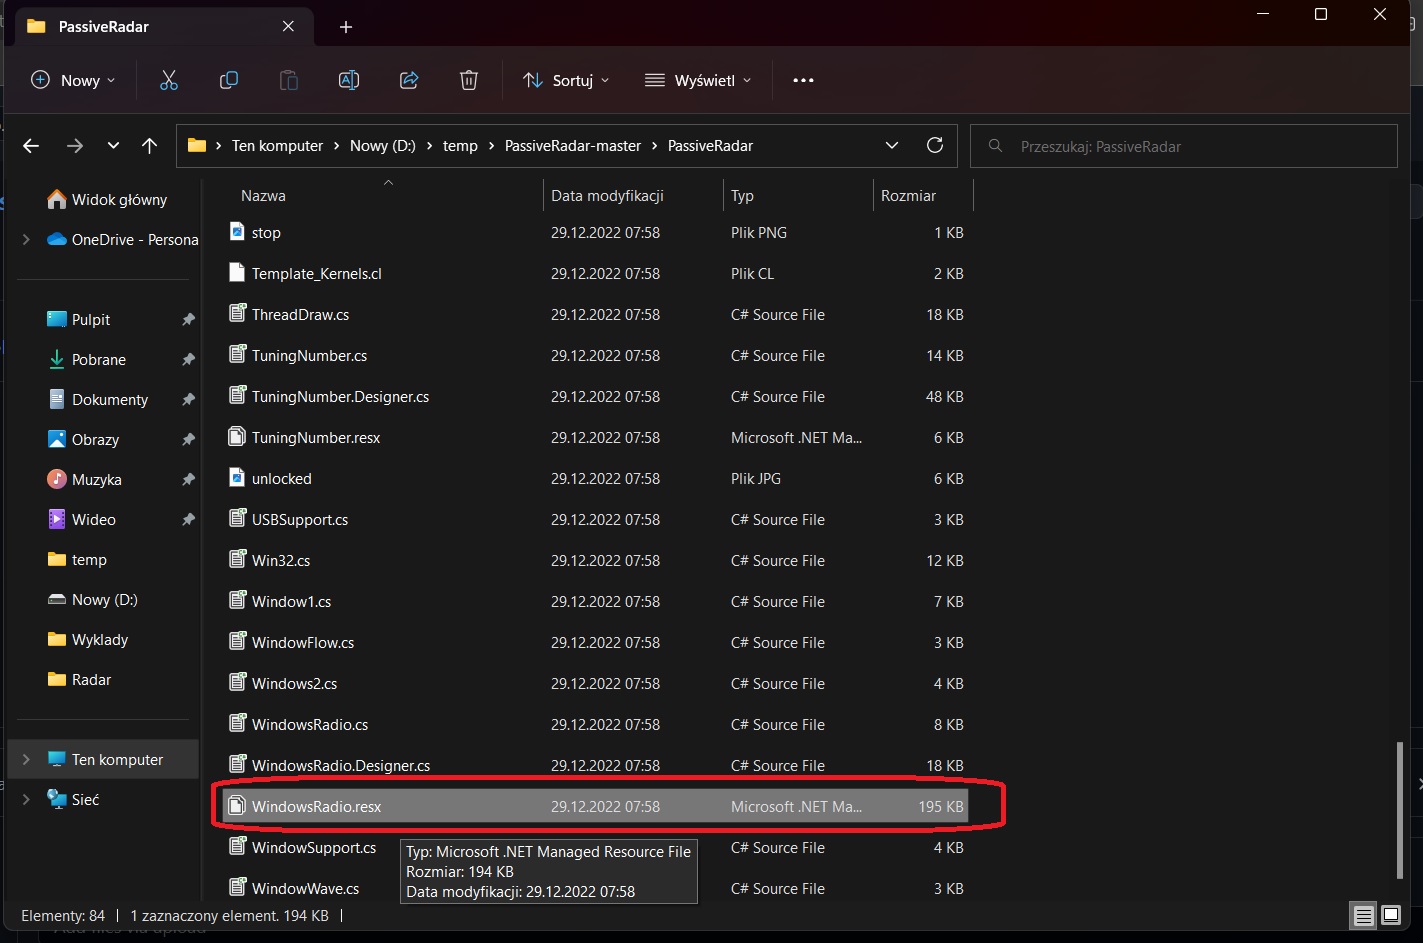 PassiveRadar
Nowy
Sortuj
Wyświetl
Ten komputer
Nowy (D:)
temp
PassiveRadar-master
PassiveRadar
Przeszukaj: PassiveRadar
Widok główny
OneDrive - Persona
Pulpit
Pobrane
Dokumenty
Obrazy
Muzyka
Wideo
temp
Nowy (D:)
Wyklady
Radar
Ten komputer
Sieć
Nazwa Data modyfikacji Typ Rozmiar
stop 29.12.2022 07:58 Plik PNG 1 KB
Template_Kernels.cl 29.12.2022 07:58 Plik CL 2 KB
ThreadDraw.cs 29.12.2022 07:58 C# Source File 18 KB
TuningNumber.cs 29.12.2022 07:58 C# Source File 14 KB
TuningNumber.Designer.cs 29.12.2022 07:58 C# Source File 48 KB
TuningNumber.resx 29.12.2022 07:58 Microsoft .NET Ma... 6 KB
unlocked 29.12.2022 07:58 Plik JPG 6 KB
USBSupport.cs 29.12.2022 07:58 C# Source File 3 KB
Win32.cs 29.12.2022 07:58 C# Source File 12 KB
Window1.cs 29.12.2022 07:58 C# Source File 7 KB
WindowFlow.cs 29.12.2022 07:58 C# Source File 3 KB
Windows2.cs 29.12.2022 07:58 C# Source File 4 KB
WindowsRadio.cs 29.12.2022 07:58 C# Source File 8 KB
WindowsRadio.Designer.cs 29.12.2022 07:58 C# Source File 18 KB
WindowsRadio.resx 29.12.2022 07:58 Microsoft .NET Ma... 195 KB
WindowSupport.cs C# Source File 4 KB
WindowWave.cs C# Source File 3 KB
Typ: Microsoft .NET Managed Resource File
Rozmiar: 194 KB
Data modyfikacji: 29.12.2022 07:58
Elementy: 84
1 zaznaczony element. 194 KB
Add files via upload